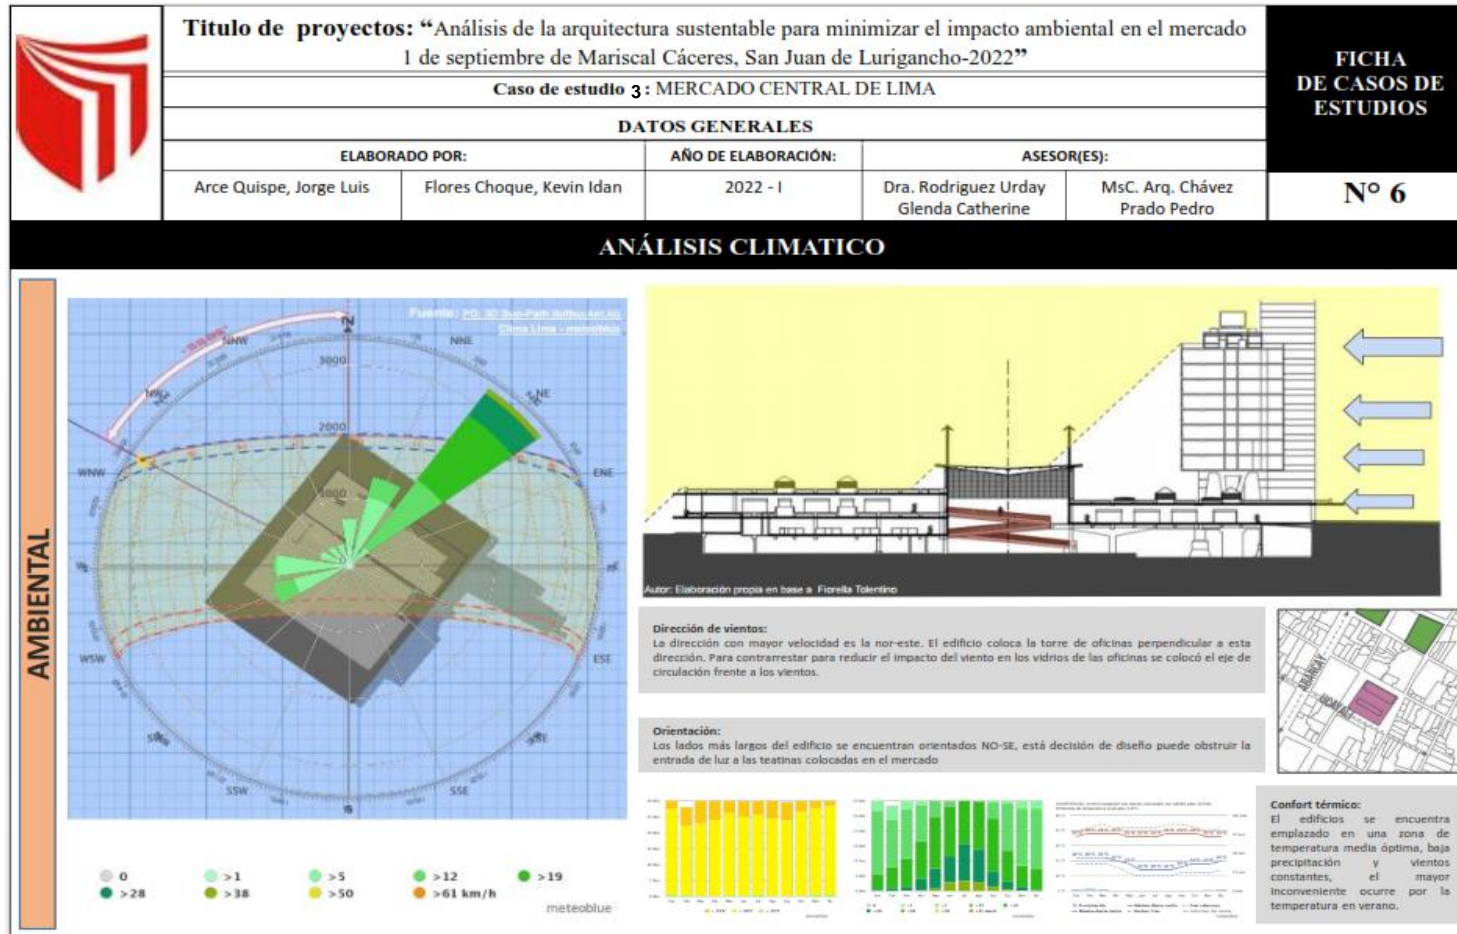 Titulo de proyectos: “Análisis de la arquitectura sustentable para minimizar el impacto ambiental en el mercado
1 de septiembre de Mariscal Cáceres, San Juan de Lurigancho-2022”
Caso de estudio 3: MERCADO CENTRAL DE LIMA
DATOS GENERALES
ELABORADO POR:
AÑO DE ELABORACIÓN:
ASESOR(ES):
Arce Quispe, Jorge Luis
Flores Choque, Kevin Idan
2022 - I
Dra. Rodriguez Urday
Glenda Catherine
MsC. Arq. Chávez
Prado Pedro
FICHA
DE CASOS DE
ESTUDIOS
N° 6
ANÁLISIS CLIMATICO
AMBIENTAL
Fuente:
Clima Lima - meteoblue
N
NNW
NNE
NW
NE
3000
2000
1000
0
WNW
ENE
WSW
ESE
SW
SE
SSW
SSE
S
0
>1
>5
>12
>19
>28
>38
>50
>61 km/h
meteoblue
Autor: Elaboración propia en base a Fiorella Tolentino
Dirección de vientos:
La dirección con mayor velocidad es la nor-este. El edificio coloca la torre de oficinas perpendicular a esta
dirección. Para contrarrestar para reducir el impacto del viento en los vidrios de las oficinas se colocó el eje de
circulación frente a los vientos.
Orientación:
Los lados más largos del edificio se encuentran orientados NO-SE, está decisión de diseño puede obstruir la
entrada de luz a las teatinas colocadas en el mercado
ABANCAY
UCAYALI
Confort térmico:
El edificios se encuentra
emplazado en una zona de
temperatura media óptima, baja
precipitación y vientos
constantes, el mayor
inconveniente ocurre por la
temperatura en verano.